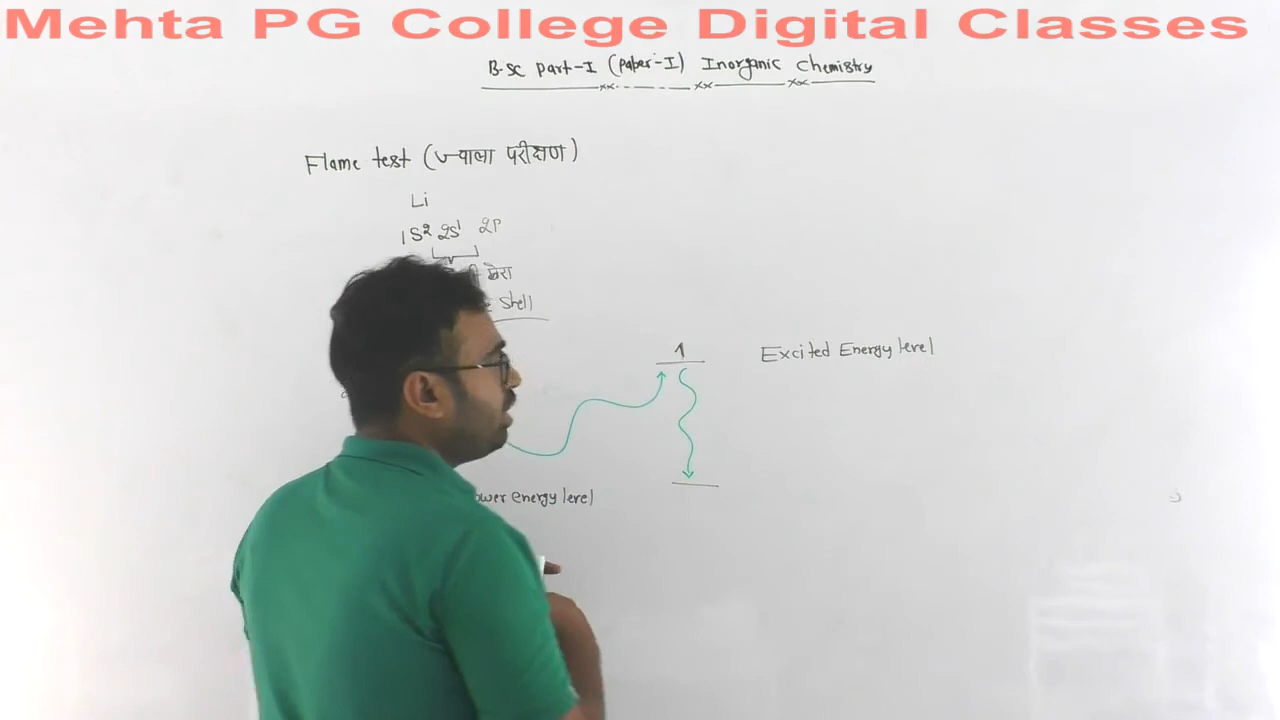 Mehta PG College Digital Classes
B.SC part-I (paper-I) Inorganic Chemistry
Flame test (ज्वाला परीक्षण)
Li
1S² 2S¹ 2P
Shell
1
Excited Energy level
energy level